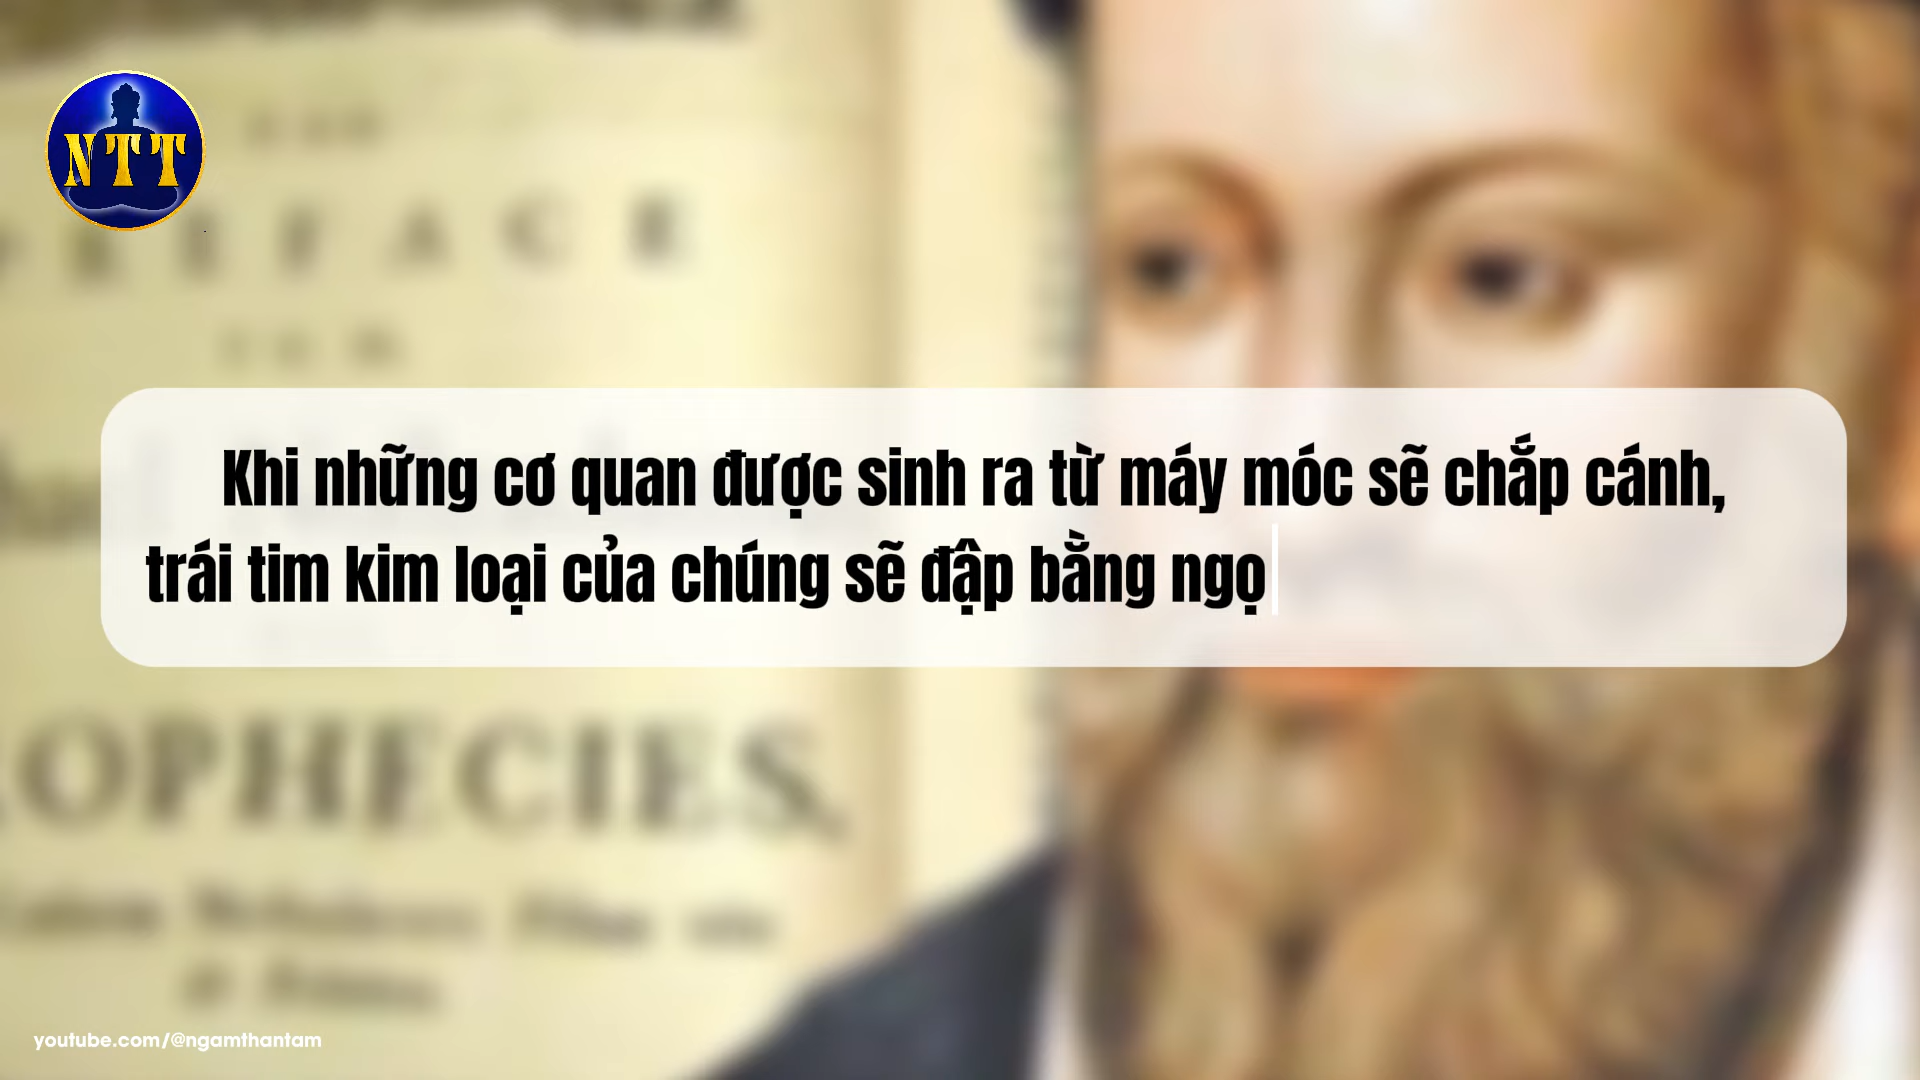 NTT
PREFACE
Khi những cơ quan được sinh ra từ máy móc sẽ chắp cánh,
trái tim kim loại của chúng sẽ đập bằng ngọ
OPHECIES,
youtube.com/@ngamthantam